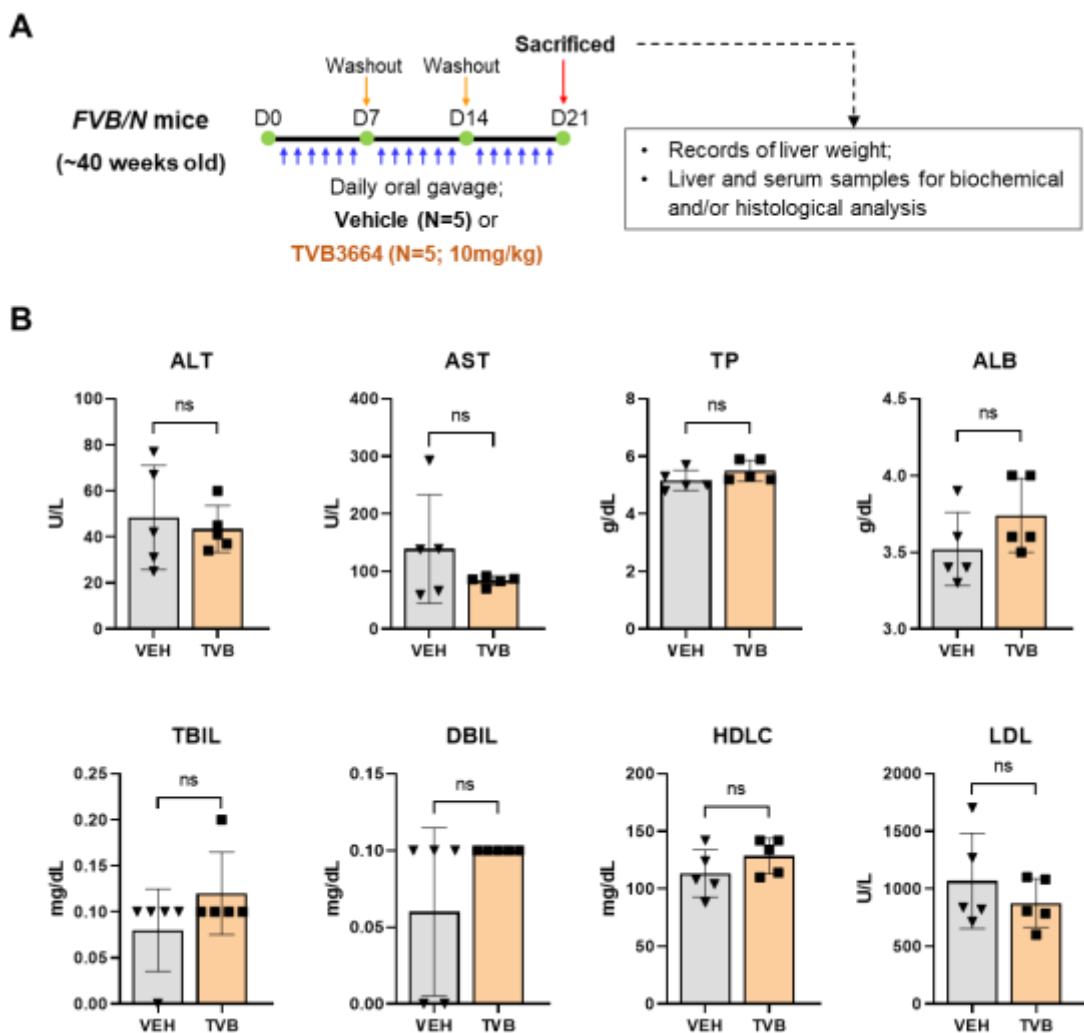 A
Sacrificed
Washout Washout
FVB/N mice
(~40 weeks old)
D0 D7 D14 D21
Daily oral gavage;
Vehicle (N=5) or
TVB3664 (N=5; 10mg/kg)
• Records of liver weight;
• Liver and serum samples for biochemical
and/or histological analysis
B
ALT
U/L
100
80
60
40
20
0
ns
VEH TVB
AST
U/L
400
300
200
100
0
ns
VEH TVB
TP
g/dL
8
6
4
2
0
ns
VEH TVB
ALB
g/dL
4.5
4.0
3.5
3.0
ns
VEH TVB
TBIL
mg/dL
0.25
0.20
0.15
0.10
0.05
0.00
ns
VEH TVB
DBIL
mg/dL
0.15
0.10
0.05
0.00
ns
VEH TVB
HDLC
mg/dL
200
150
100
50
0
ns
VEH TVB
LDL
U/L
2000
1500
1000
500
0
ns
VEH TVB